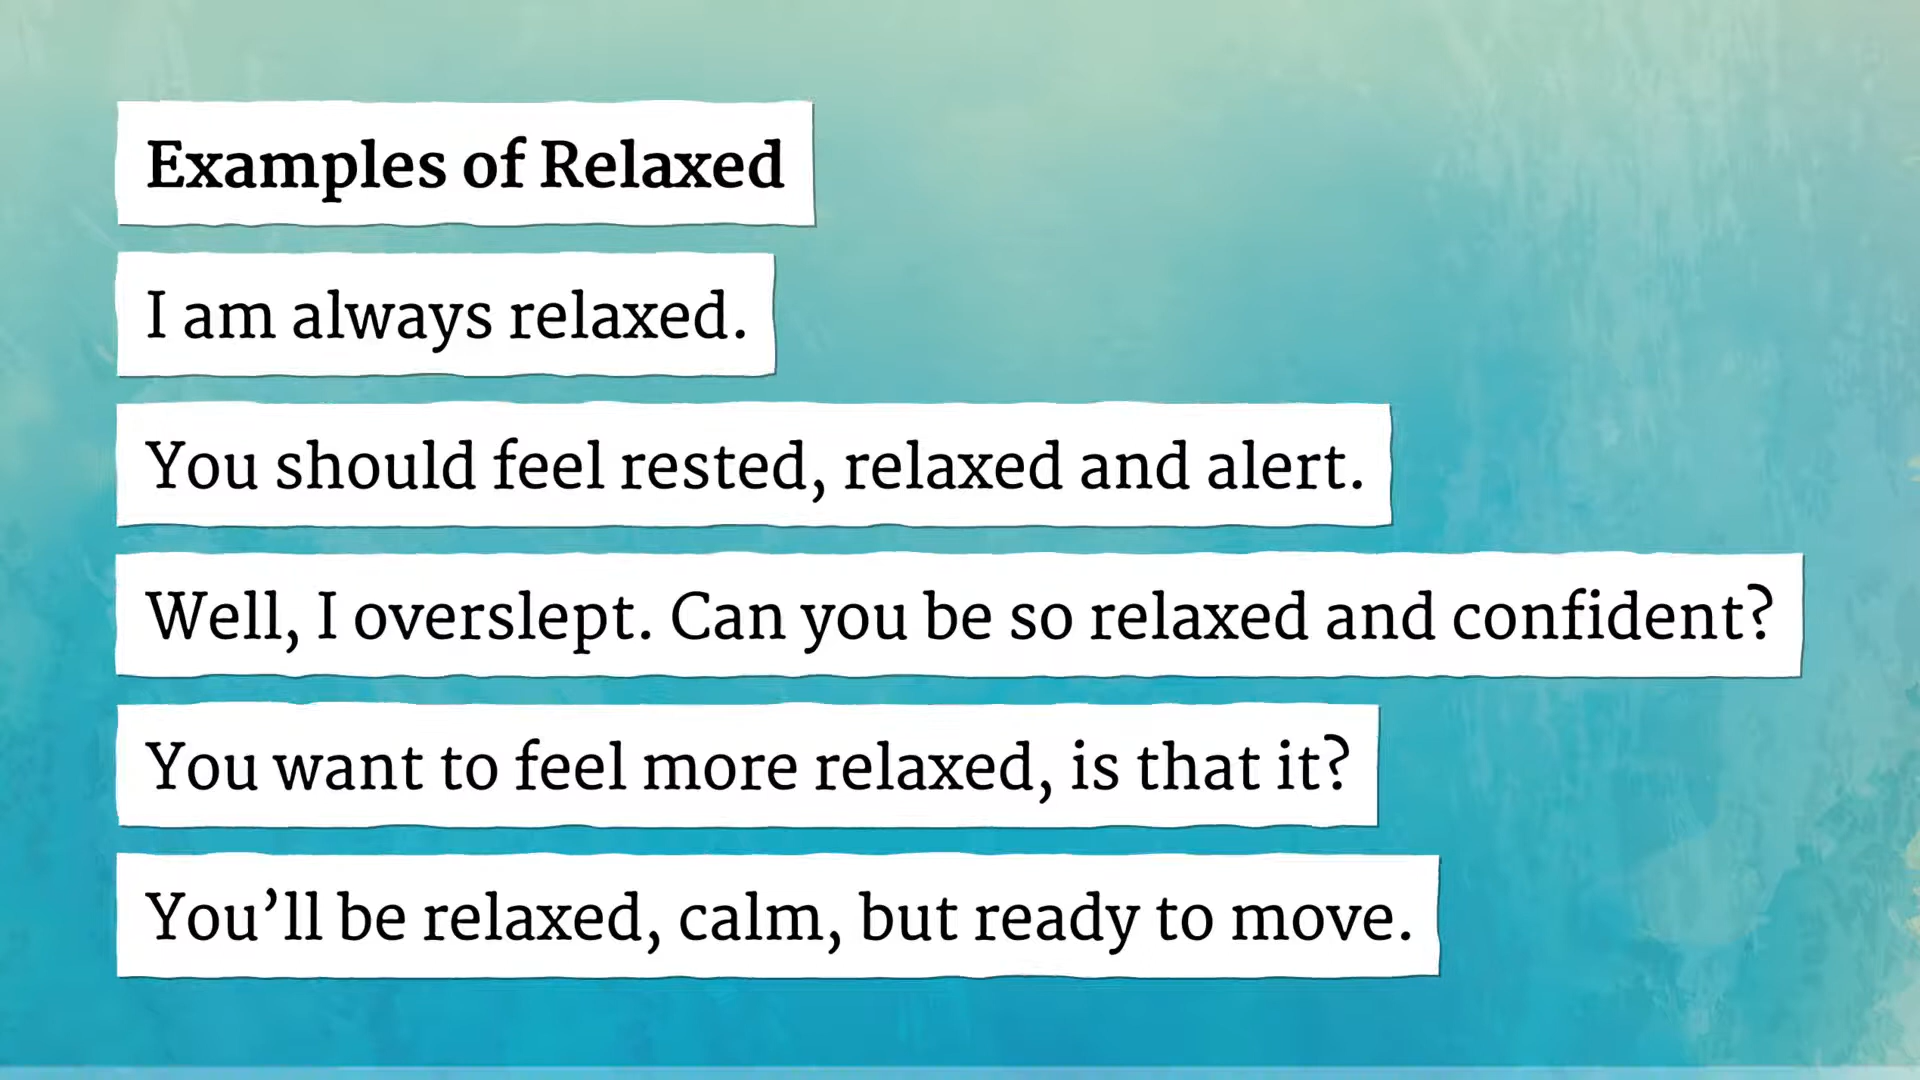 Examples of Relaxed
I am always relaxed.
You should feel rested, relaxed and alert.
Well, I overslept. Can you be so relaxed and confident?
You want to feel more relaxed, is that it?
You’ll be relaxed, calm, but ready to move.